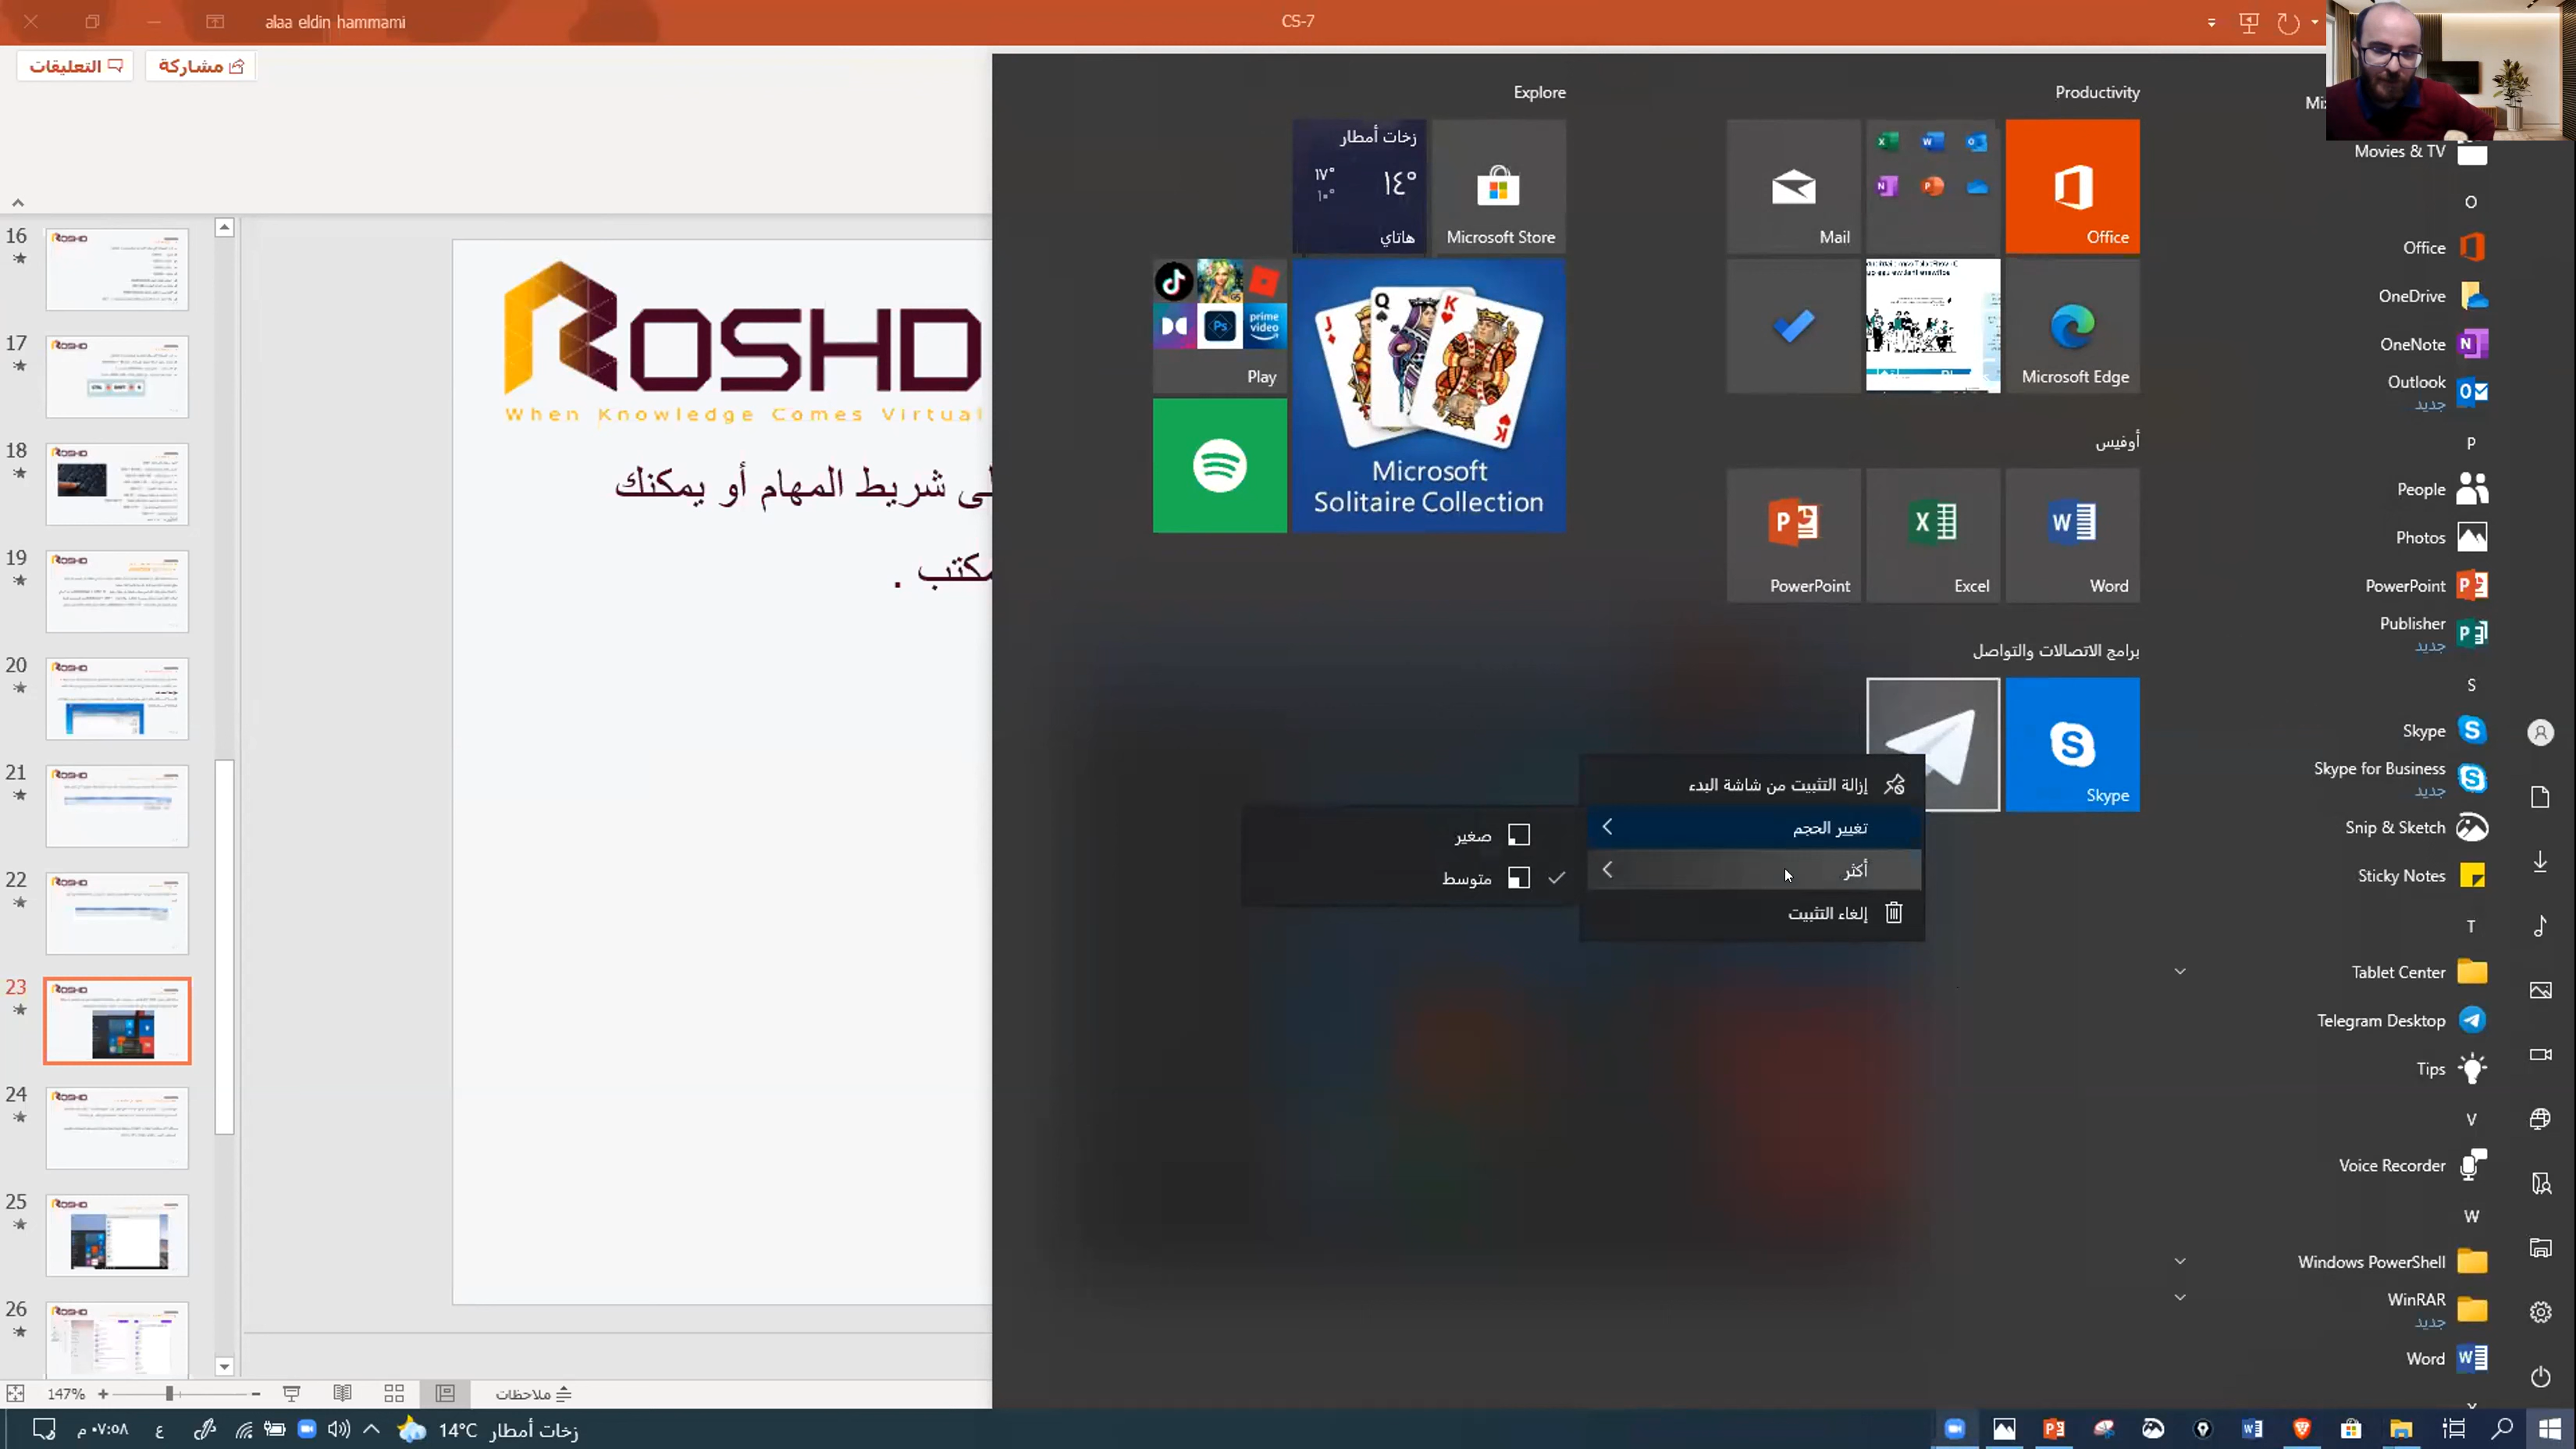 alaa eldin hammami
CS-7
التعليقات
مشاركة
16
17
18
19
20
21
22
23
24
25
26
ROSHD
When Knowledge Comes Virtual
لى شريط المهام أو يمكنك
مكتب .
Explore
زخات أمطار
١٧°
١٤°
١٠°
هاتاي
Microsoft Store
Play
Microsoft
Solitaire Collection
Productivity
Mail
Office
Microsoft Edge
أوفيس
PowerPoint
Excel
Word
برامج الاتصالات والتواصل
Skype
إزالة التثبيت من شاشة البدء
تغيير الحجم
أكثر
إلغاء التثبيت
صغير
متوسط
Movies & TV
O
Office
OneDrive
OneNote
Outlook
جديد
P
People
Photos
PowerPoint
Publisher
جديد
S
Skype
Skype for Business
جديد
Snip & Sketch
Sticky Notes
T
Tablet Center
Telegram Desktop
Tips
V
Voice Recorder
W
Windows PowerShell
WinRAR
جديد
Word
147%
ملاحظات
٠٧:٥٨ م
ع
14°C زخات أمطار